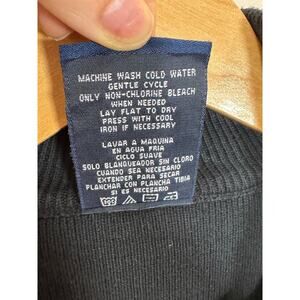 MACHINE WASH COLD WATER
GENTLE CYCLE
ONLY NON-CHLORINE BLEACH
WHEN NEEDED
LAY FLAT TO DRY
PRESS WITH COOL
IRON IF NECESSARY
LAVAR A MAQUINA
EN AGUA FRIA
CICLO SUAVE
SOLO BLANQUEADOR SIN CLORO
CUANDO SEA NECESARIO
EXTENDER PARA SECAR
PLANCHAR CON PLANCHA TIBIA
SI ES NECESARIO